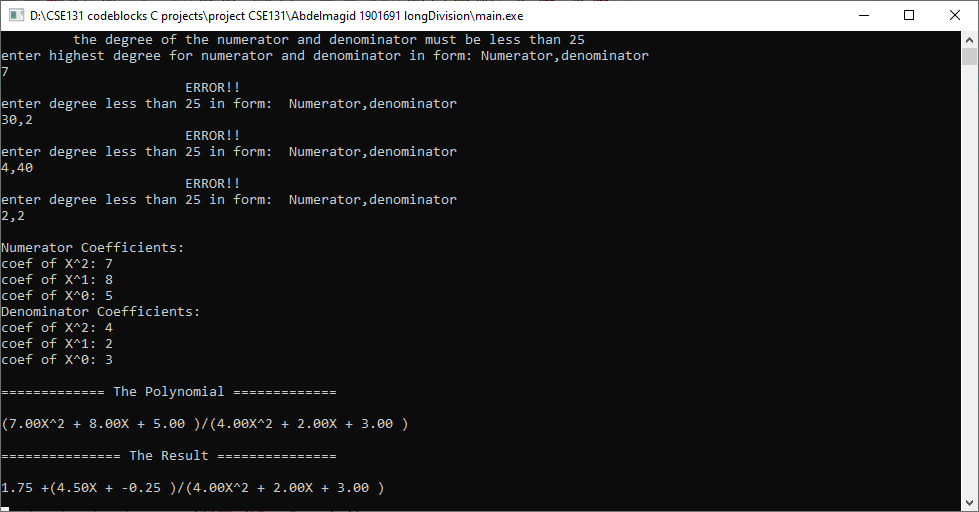 D:\CSE131 codeblocks C projects\project CSE131\Abdelmagid 1901691 longDivision\main.exe
the degree of the numerator and denominator must be less than 25
enter highest degree for numerator and denominator in form: Numerator,denominator
7
ERROR!!
enter degree less than 25 in form:  Numerator,denominator
30,2
ERROR!!
enter degree less than 25 in form:  Numerator,denominator
4,40
ERROR!!
enter degree less than 25 in form:  Numerator,denominator
2,2
Numerator Coefficients:
coef of X^2: 7
coef of X^1: 8
coef of X^0: 5
Denominator Coefficients:
coef of X^2: 4
coef of X^1: 2
coef of X^0: 3
============= The Polynomial =============
(7.00X^2 + 8.00X + 5.00 )/(4.00X^2 + 2.00X + 3.00 )
=============== The Result ===============
1.75 +(4.50X + -0.25 )/(4.00X^2 + 2.00X + 3.00 )